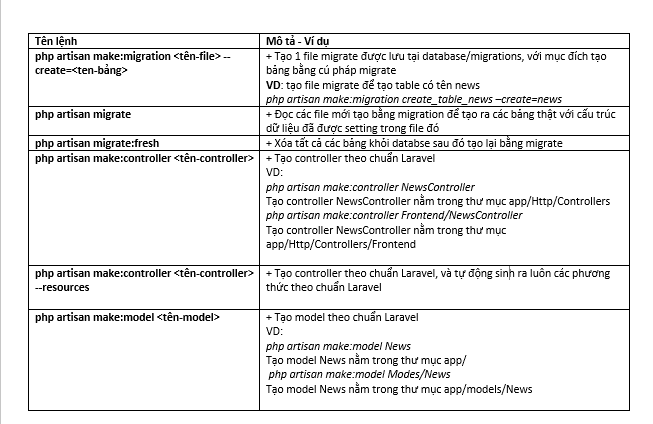 Tên lệnh
Mô tả - Ví dụ
php artisan make:migration <tên-file> --
create=<ten-bảng>
+ Tạo 1 file migrate được lưu tại database/migrations, với mục đích tạo
bảng bằng cú pháp migrate
VD: tạo file migrate để tạo table có tên news
php artisan make:migration create_table_news –create=news
php artisan migrate
+ Đọc các file mới tạo bằng migration để tạo ra các bảng thật với cấu trúc
dữ liệu đã được setting trong file đó
php artisan migrate:fresh
+ Xóa tất cả các bảng khỏi databse sau đó tạo lại bằng migrate
php artisan make:controller <tên-controller>
+ Tạo controller theo chuẩn Laravel
VD:
php artisan make:controller NewsController
Tạo controller NewsController nằm trong thư mục app/Http/Controllers
php artisan make:controller Frontend/NewsController
Tạo controller NewsController nằm trong thư mục
app/Http/Controllers/Frontend
php artisan make:controller <tên-controller>
--resources
+ Tạo controller theo chuẩn Laravel, và tự động sinh ra luôn các phương
thức theo chuẩn Laravel
php artisan make:model <tên-model>
+ Tạo model theo chuẩn Laravel
VD:
php artisan make:model News
Tạo model News nằm trong thư mục app/
php artisan make:model Modes/News
Tạo model News nằm trong thư mục app/models/News